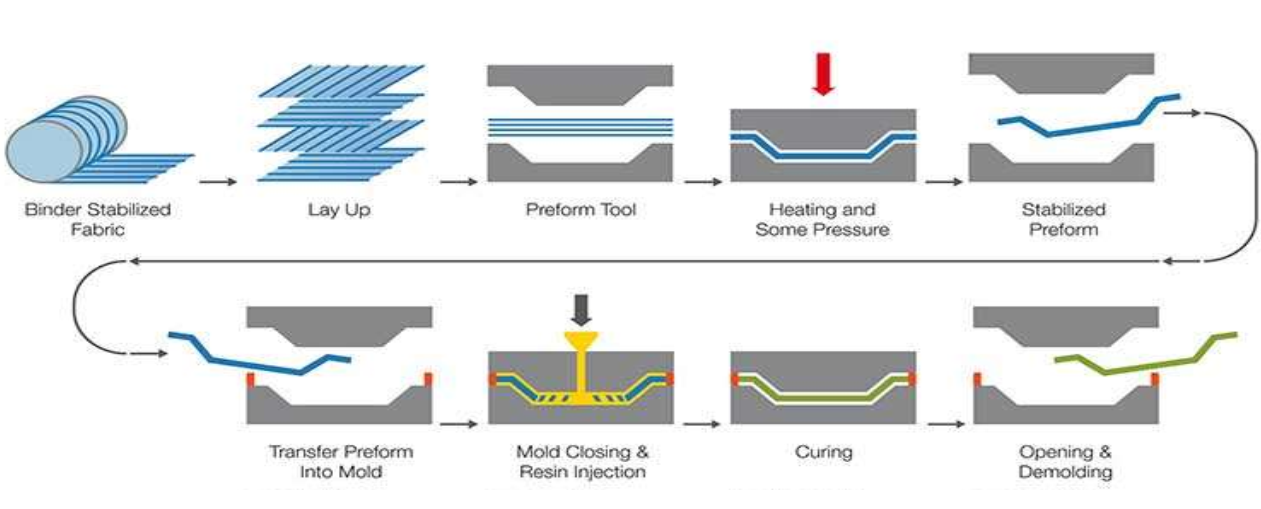 Binder Stabilized
Fabric
Lay Up
Preform Tool
Heating and
Some Pressure
Stabilized
Preform
Transfer Preform
Into Mold
Mold Closing &
Resin Injection
Curing
Opening &
Demolding